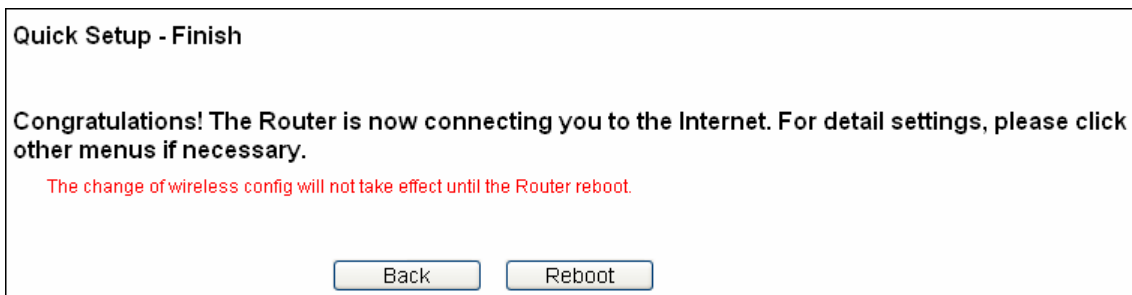 Quick Setup - Finish
Congratulations! The Router is now connecting you to the Internet. For detail settings, please click
other menus if necessary.
The change of wireless config will not take effect until the Router reboot.
Back Reboot